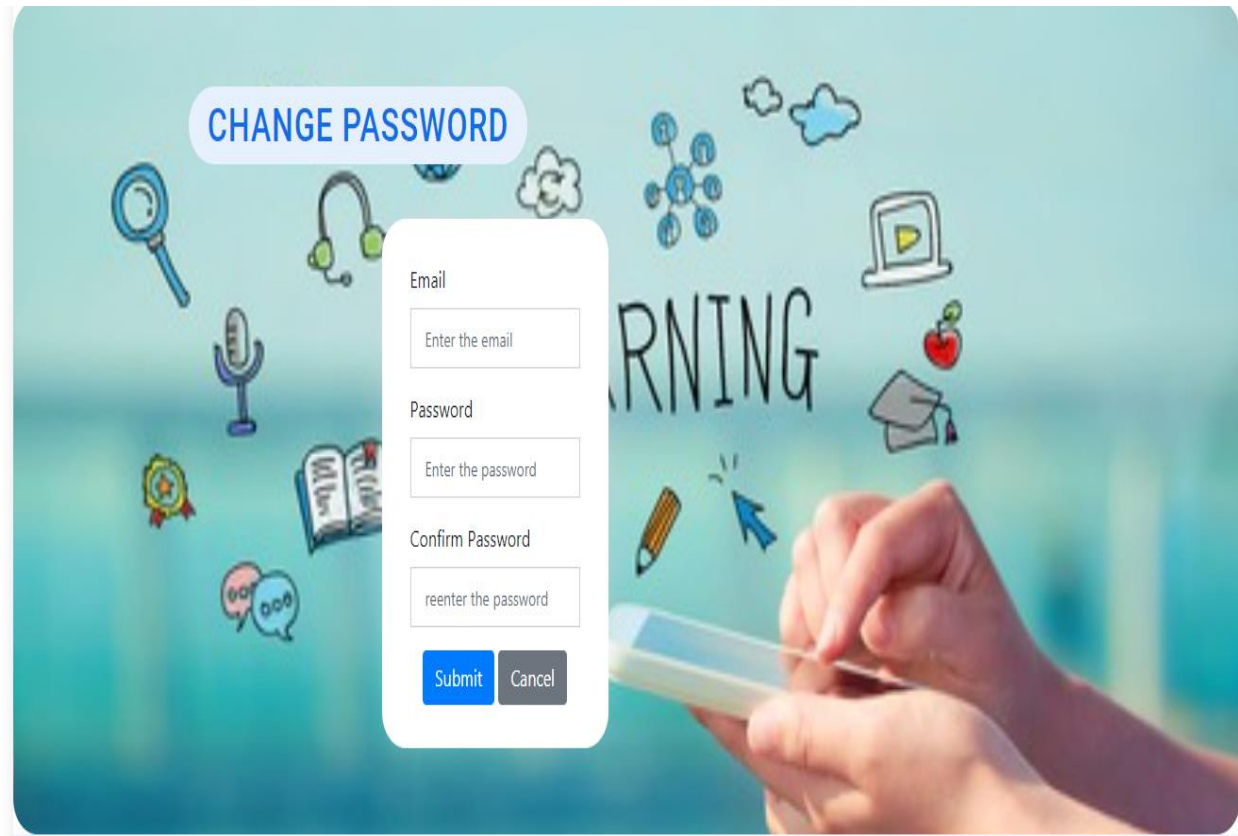 CHANGE PASSWORD
Email
Enter the email
RNING
Password
Enter the password
Confirm Password
reenter the password
Submit Cancel